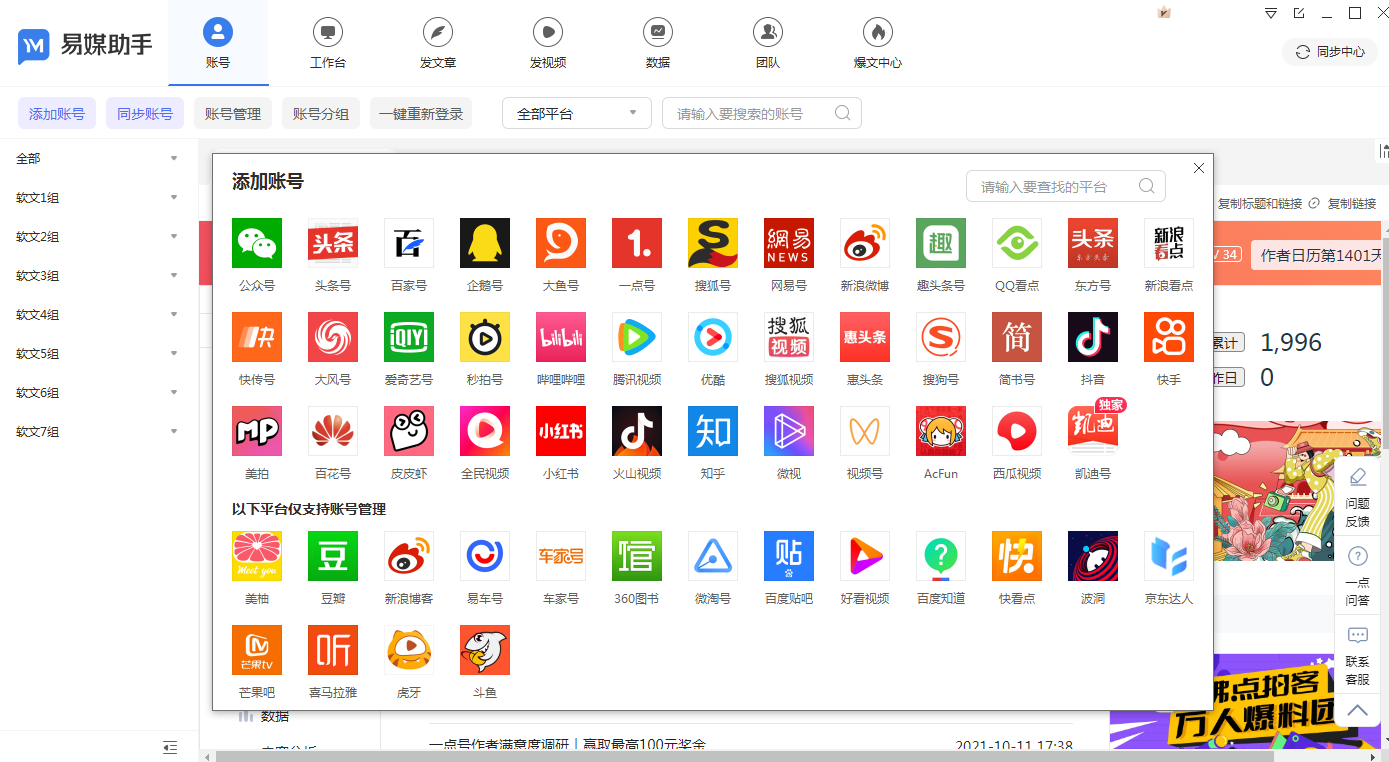 易媒助手
账号
工作台
发文章
发视频
数据
团队
爆文中心
同步中心
添加账号
同步账号
账号管理
账号分组
一键重新登录
全部平台
请输入要搜索的账号
全部
软文1组
软文2组
软文3组
软文4组
软文5组
软文6组
软文7组
添加账号
请输入要查找的平台
头条
百
1.
網易
NEWS
趣
头条
东方头条
新浪
看点
公众号 头条号 百家号 企鹅号 大鱼号 一点号 搜狐号 网易号 新浪微博 趣头条号 QQ看点 东方号 新浪看点
快
iQIYI
bilibili
搜狐
视频
惠头条
简
快传号 大风号 爱奇艺号 秒拍号 哔哩哔哩 腾讯视频 优酷 搜狐视频 惠头条 搜狗号 简书号 抖音 快手
MP
小红书
知
凯迪
独家
美拍 百花号 皮皮虾 全民视频 小红书 火山视频 知乎 微视 视频号 AcFun 西瓜视频 凯迪号
以下平台仅支持账号管理
Meet you
豆
车家号
馆
贴
快
美柚 豆瓣 新浪博客 易车号 车家号 360图书 微淘号 百度贴吧 好看视频 百度知道 快看点 波洞 京东达人
芒果tv
听
芒果吧 喜马拉雅 虎牙 斗鱼
复制标题和链接
复制链接
34
作者日历第1401天
累计
1,996
作日
0
问题
反馈
一点
问答
联系
客服
沸点拍客
万人爆料团
数据
一点号作者满意度调研 | 赢取最高100元奖金
2021-10-11 17:38